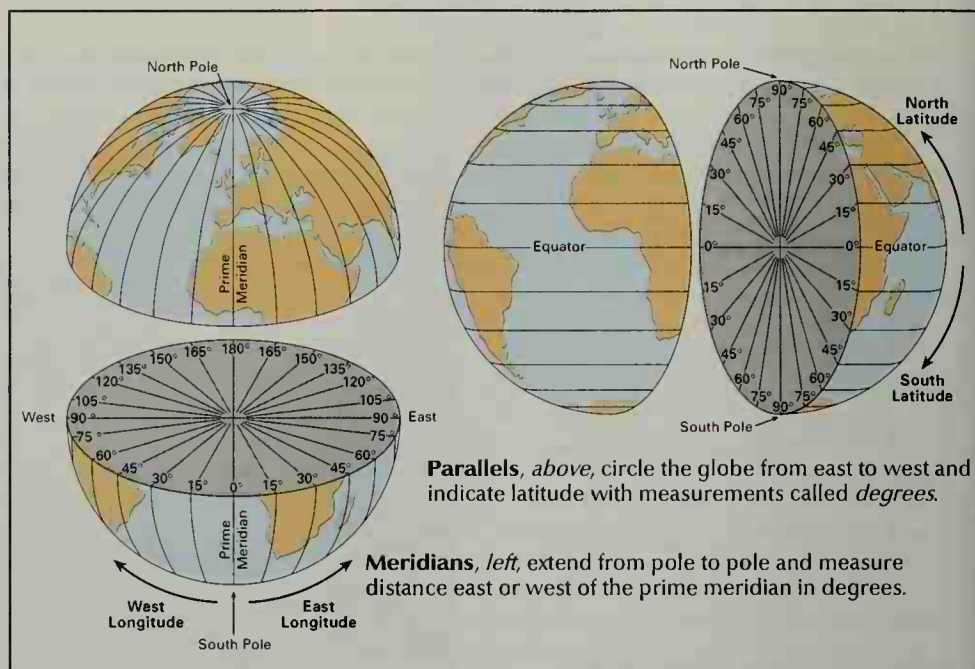 North Pole
Prime
Meridian
West
East
180°
165° 165°
150° 150°
135° 135°
120° 120°
105° 105°
90° 90°
75° 75°
60° 60°
45° 45°
30° 30°
15° 15°
0°
Prime
Meridian
West
Longitude
East
Longitude
South Pole
North Pole
Equator
90°
75° 75°
60° 60°
45° 45°
30° 30°
15° 15°
0° 0°
Equator
15° 15°
30° 30°
45° 45°
60° 60°
75° 75°
90°
South Pole
North
Latitude
South
Latitude
Parallels, above, circle the globe from east to west and
indicate latitude with measurements called degrees.
Meridians, left, extend from pole to pole and measure
distance east or west of the prime meridian in degrees.